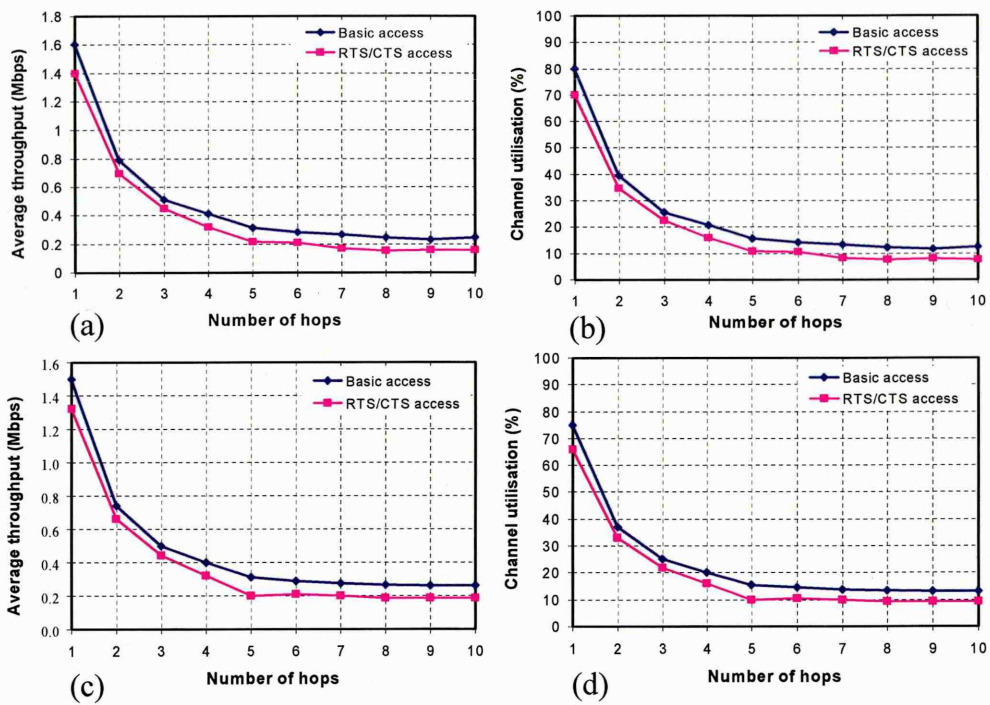 Average throughput (Mbps)
1.8
1.6
1.4
1.2
1
0.8
0.6
0.4
0.2
0
Basic access
RTS/CTS access
1 2 3 4 5 6 7 8 9 10
Number of hops
(a)
Channel utilisation (%)
100
90
80
70
60
50
40
30
20
10
0
Basic access
RTS/CTS access
1 2 3 4 5 6 7 8 9 10
Number of hops
(b)
Average throughput (Mbps)
1.6
1.4
1.2
1.0
0.8
0.6
0.4
0.2
0.0
Basic access
RTS/CTS access
1 2 3 4 5 6 7 8 9 10
Number of hops
(c)
Channel utilisation (%)
100
90
80
70
60
50
40
30
20
10
0
Basic access
RTS/CTS access
1 2 3 4 5 6 7 8 9 10
Number of hops
(d)